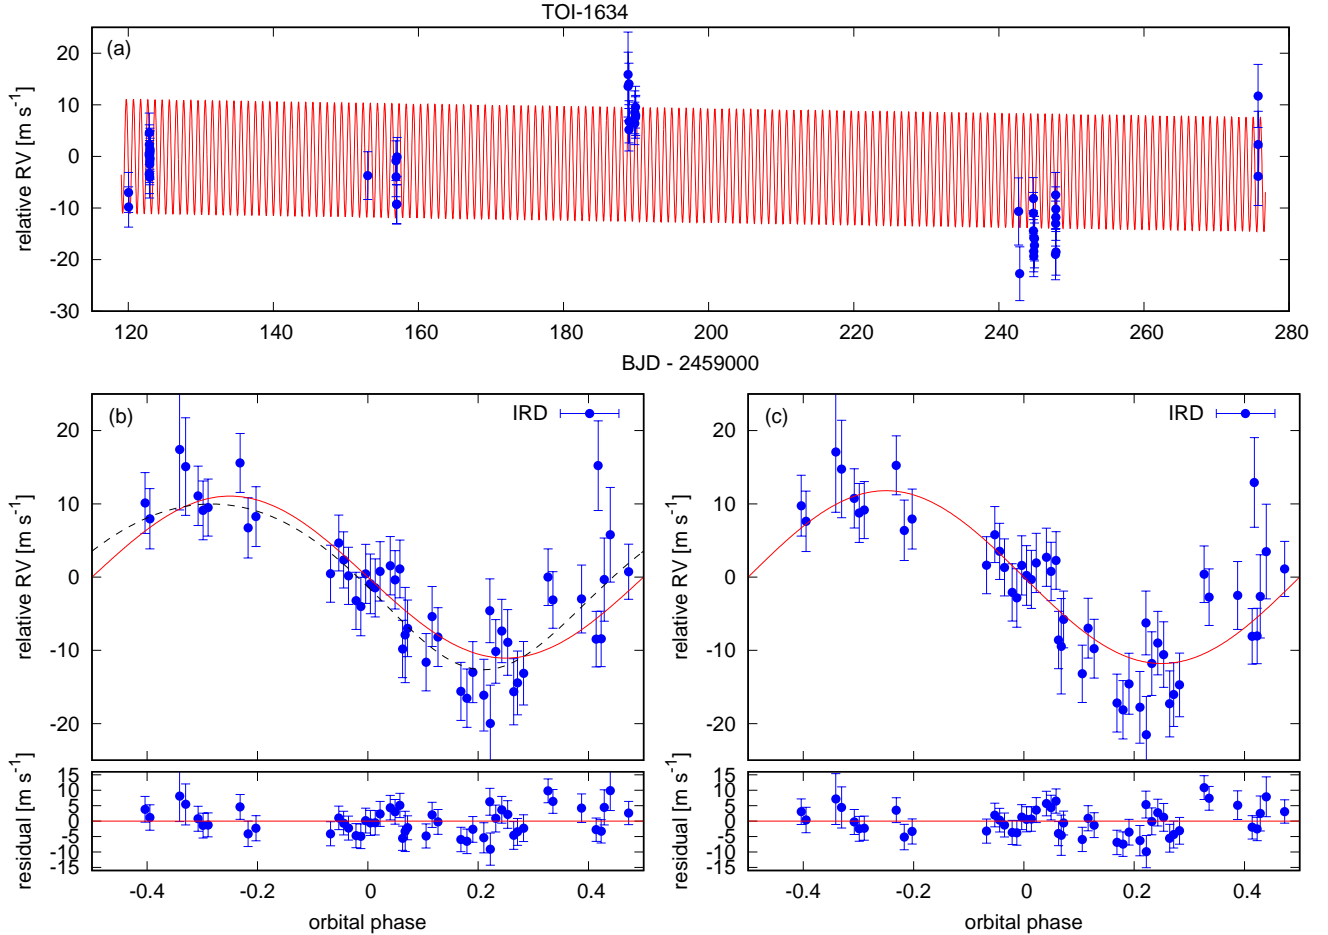 TOI-1634
(a)
relative RV [m s-1]
20
10
0
-10
-20
-30
120 140 160 180 200 220 240 260 280
BJD - 2459000
(b)
IRD
relative RV [m s-1]
20
10
0
-10
-20
residual [m s-1]
15
10
5
0
-5
-10
-15
-0.4 -0.2 0 0.2 0.4
orbital phase
(c)
IRD
relative RV [m s-1]
20
10
0
-10
-20
residual [m s-1]
15
10
5
0
-5
-10
-15
-0.4 -0.2 0 0.2 0.4
orbital phase